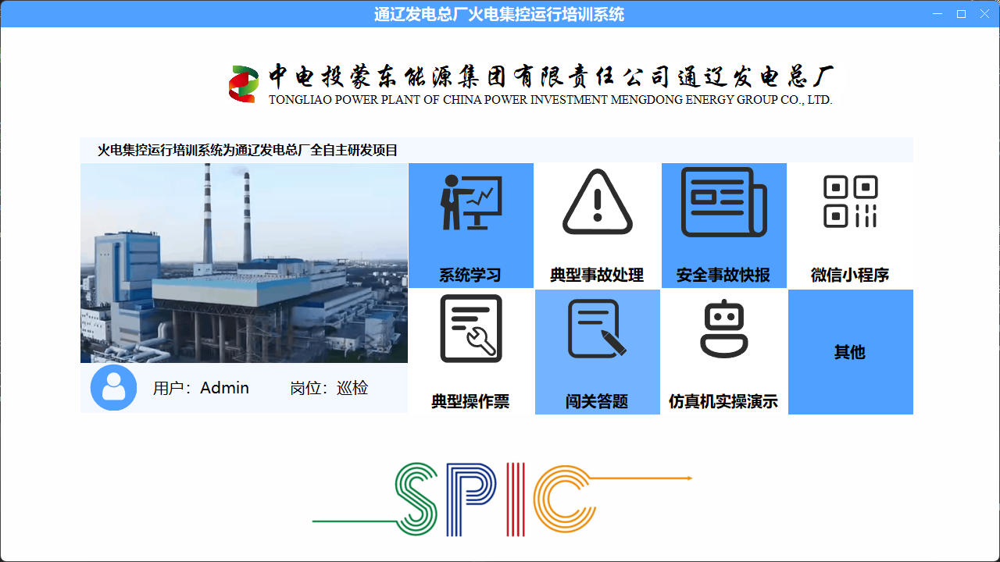 通辽发电总厂火电集控运行培训系统
中电投蒙东能源集团有限责任公司通辽发电总厂
TONGLIAO POWER PLANT OF CHINA POWER INVESTMENT MENGDONG ENERGY GROUP CO., LTD.
火电集控运行培训系统为通辽发电总厂全自主研发项目
系统学习
典型事故处理
安全事故快报
微信小程序
典型操作票
闯关答题
仿真机实操演示
其他
用户：Admin
岗位：巡检
SPIC